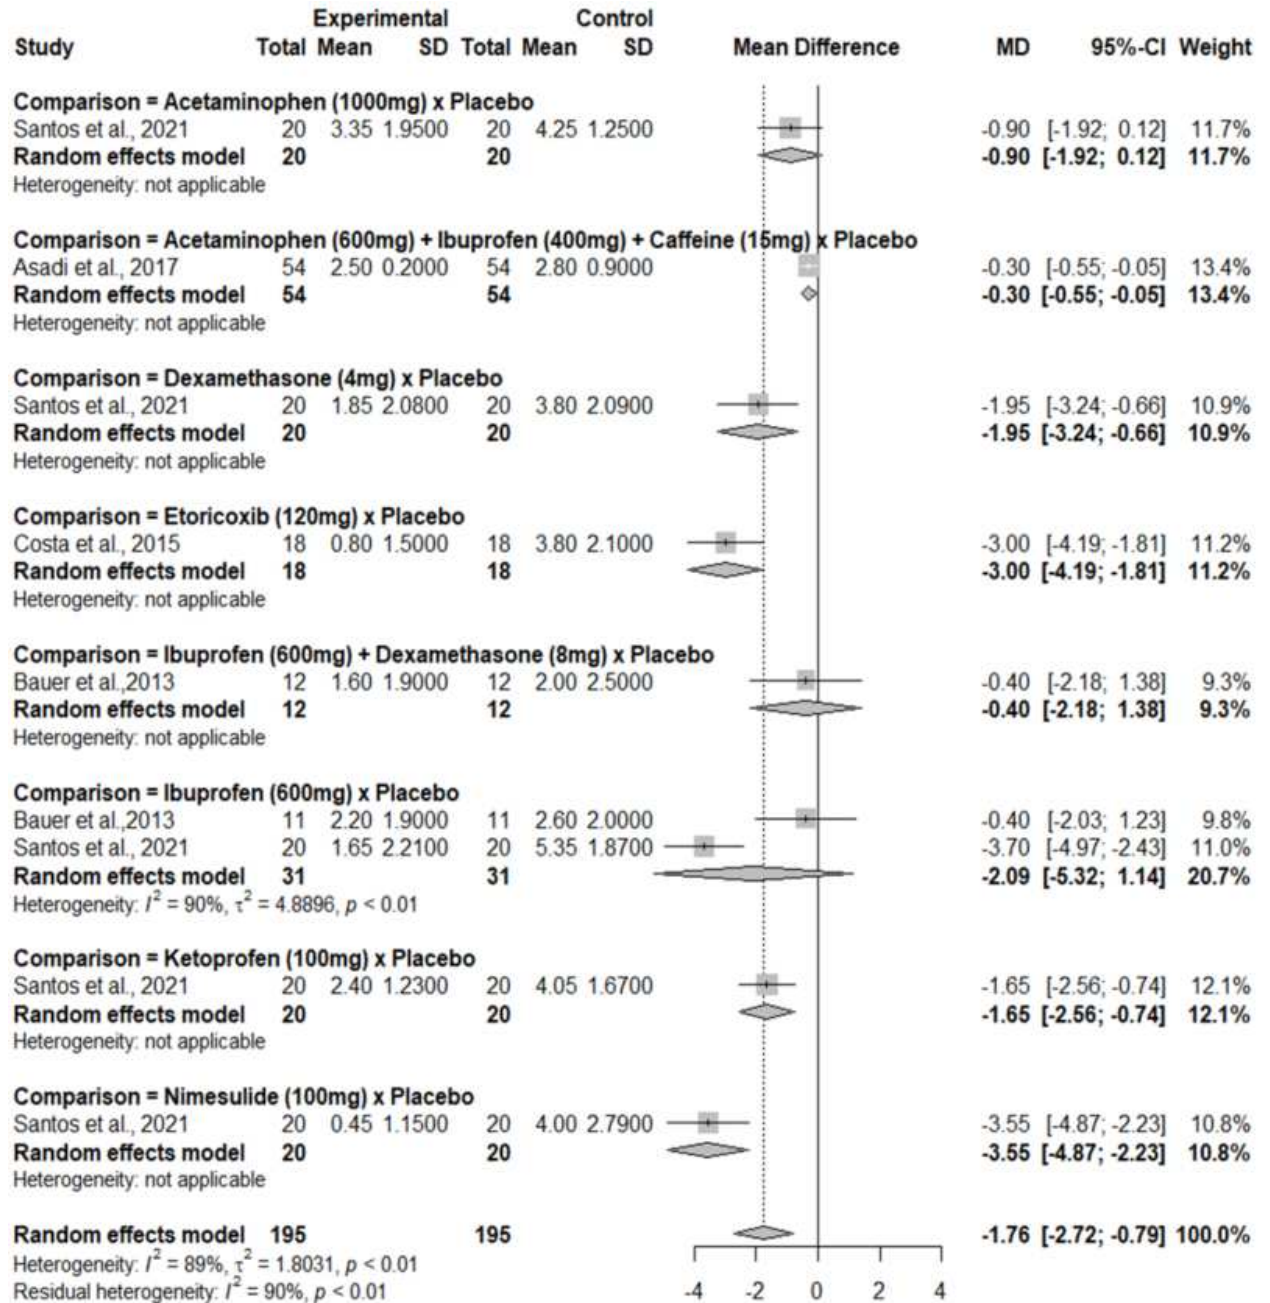 Experimental Control
Study Total Mean SD Total Mean SD Mean Difference MD 95%-CI Weight
Comparison = Acetaminophen (1000mg) x Placebo
Santos et al., 2021 20 3.35 1.9500 20 4.25 1.2500 -0.90 [-1.92; 0.12] 11.7%
Random effects model 20 20 -0.90 [-1.92; 0.12] 11.7%
Heterogeneity: not applicable
Comparison = Acetaminophen (600mg) + Ibuprofen (400mg) + Caffeine (15mg) x Placebo
Asadi et al., 2017 54 2.50 0.2000 54 2.80 0.9000 -0.30 [-0.55; -0.05] 13.4%
Random effects model 54 54 -0.30 [-0.55; -0.05] 13.4%
Heterogeneity: not applicable
Comparison = Dexamethasone (4mg) x Placebo
Santos et al., 2021 20 1.85 2.0800 20 3.80 2.0900 -1.95 [-3.24; -0.66] 10.9%
Random effects model 20 20 -1.95 [-3.24; -0.66] 10.9%
Heterogeneity: not applicable
Comparison = Etoricoxib (120mg) x Placebo
Costa et al., 2015 18 0.80 1.5000 18 3.80 2.1000 -3.00 [-4.19; -1.81] 11.2%
Random effects model 18 18 -3.00 [-4.19; -1.81] 11.2%
Heterogeneity: not applicable
Comparison = Ibuprofen (600mg) + Dexamethasone (8mg) x Placebo
Bauer et al.,2013 12 1.60 1.9000 12 2.00 2.5000 -0.40 [-2.18; 1.38] 9.3%
Random effects model 12 12 -0.40 [-2.18; 1.38] 9.3%
Heterogeneity: not applicable
Comparison = Ibuprofen (600mg) x Placebo
Bauer et al.,2013 11 2.20 1.9000 11 2.60 2.0000 -0.40 [-2.03; 1.23] 9.8%
Santos et al., 2021 20 1.65 2.2100 20 5.35 1.8700 -3.70 [-4.97; -2.43] 11.0%
Random effects model 31 31 -2.09 [-5.32; 1.14] 20.7%
Heterogeneity: I² = 90%, τ² = 4.8896, p < 0.01
Comparison = Ketoprofen (100mg) x Placebo
Santos et al., 2021 20 2.40 1.2300 20 4.05 1.6700 -1.65 [-2.56; -0.74] 12.1%
Random effects model 20 20 -1.65 [-2.56; -0.74] 12.1%
Heterogeneity: not applicable
Comparison = Nimesulide (100mg) x Placebo
Santos et al., 2021 20 0.45 1.1500 20 4.00 2.7900 -3.55 [-4.87; -2.23] 10.8%
Random effects model 20 20 -3.55 [-4.87; -2.23] 10.8%
Heterogeneity: not applicable
Random effects model 195 195 -1.76 [-2.72; -0.79] 100.0%
Heterogeneity: I² = 89%, τ² = 1.8031, p < 0.01
Residual heterogeneity: I² = 90%, p < 0.01
-4 -2 0 2 4